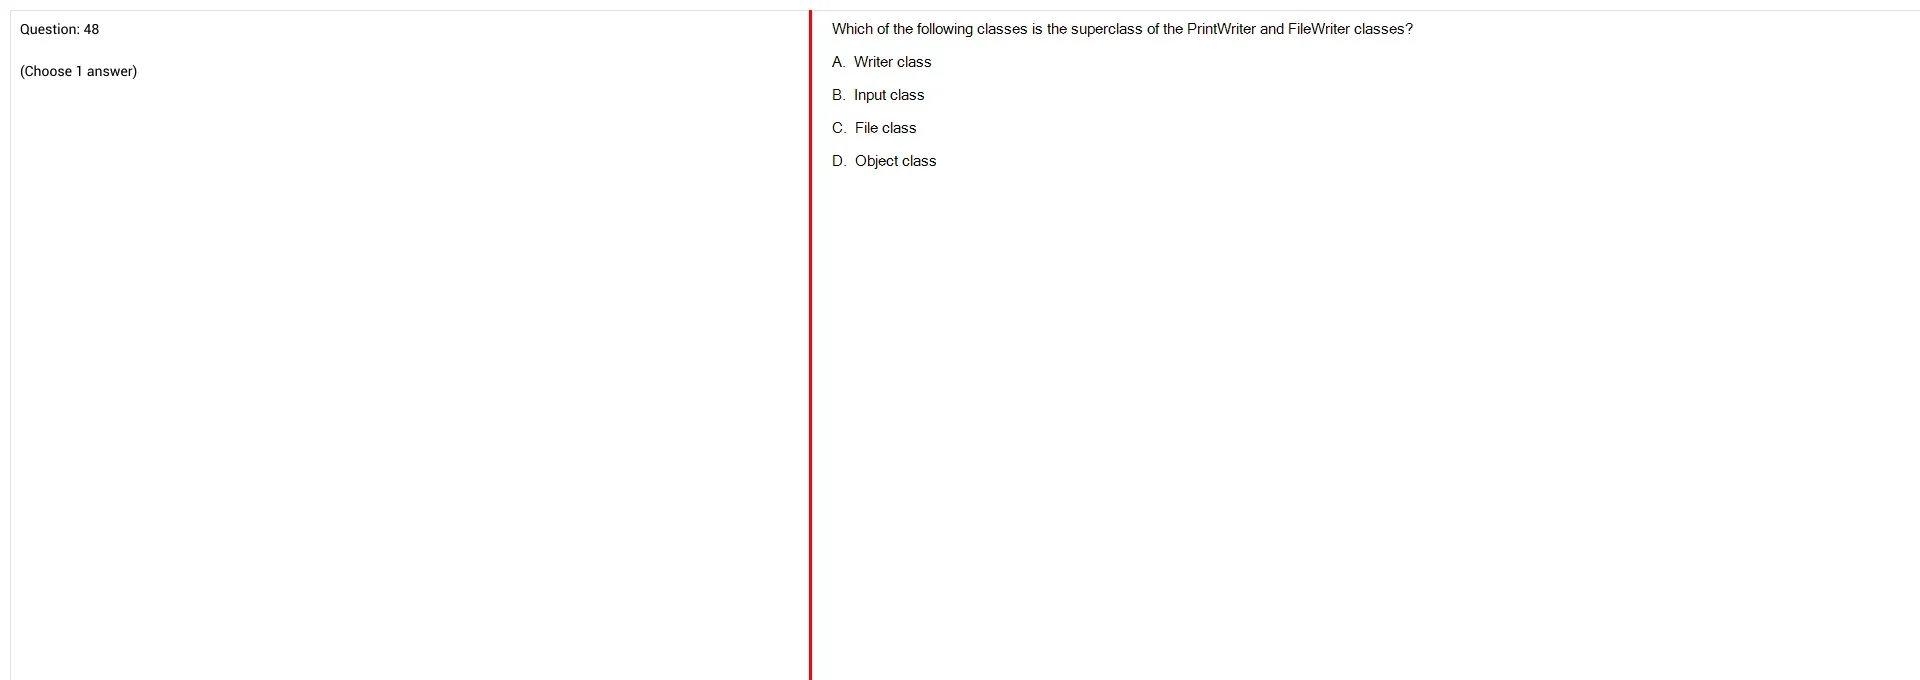 Question: 48
(Choose 1 answer)
Which of the following classes is the superclass of the PrintWriter and FileWriter classes?
A. Writer class
B. Input class
C. File class
D. Object class